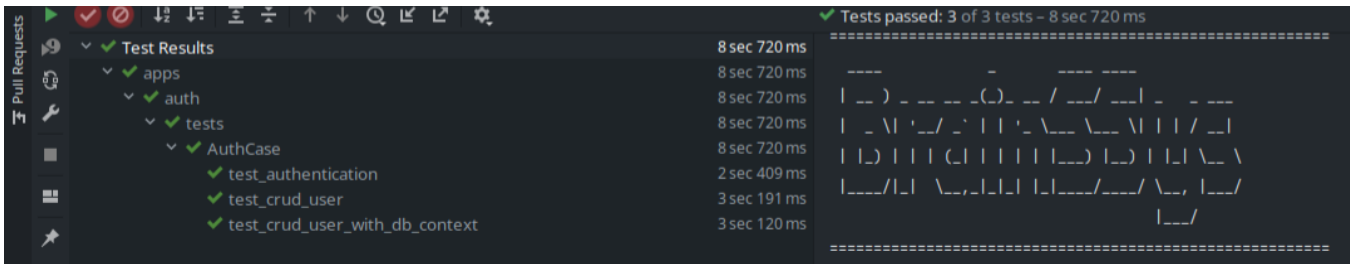 Pull Requests
Tests passed: 3 of 3 tests – 8 sec 720 ms
Test Results 8 sec 720 ms
apps 8 sec 720 ms
auth 8 sec 720 ms
tests 8 sec 720 ms
AuthCase 8 sec 720 ms
test_authentication 2 sec 409 ms
test_crud_user 3 sec 191 ms
test_crud_user_with_db_context 3 sec 120 ms
BrainSSys